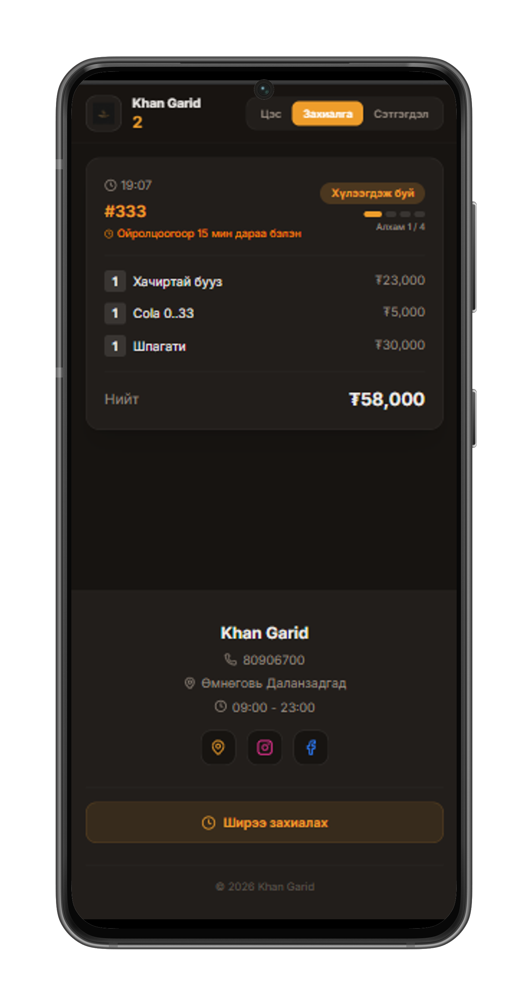 Khan Garid
2
Цэс
Захиалга
Сэтгэгдэл
19:07
#333
Ойролцоогоор 15 мин дараа бэлэн
Хүлээгдэж буй
Алхам 1 / 4
1 Хачиртай бууз ₮23,000
1 Cola 0..33 ₮5,000
1 Шпагати ₮30,000
Нийт ₮58,000
Khan Garid
80906700
Өмнөговь Даланзадгад
09:00 - 23:00
Ширээ захиалах
© 2026 Khan Garid